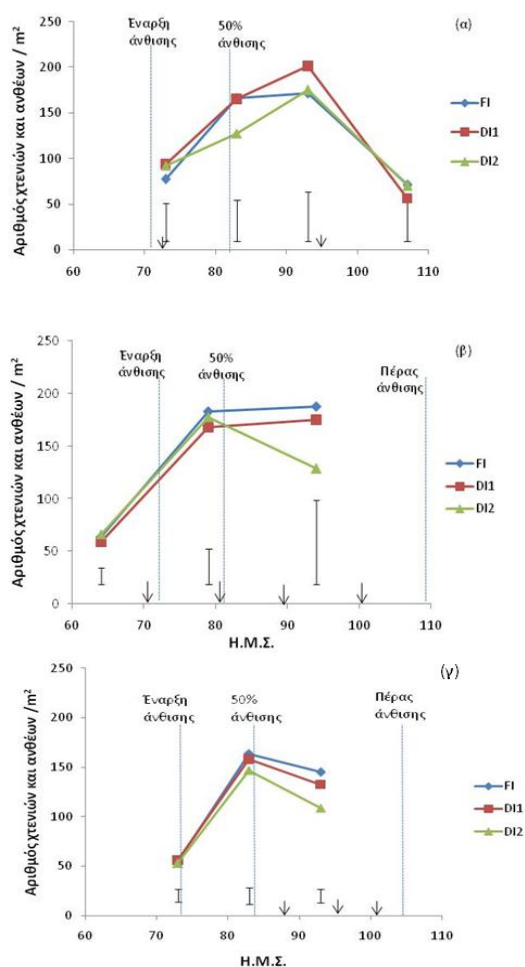 Έναρξη
άνθισης
50%
άνθισης
(α)
Αριθμός χτενιών και ανθέων / m²
250
200
150
100
50
0
60 70 80 90 100 110
FI
DI1
DI2
Έναρξη
άνθισης
50%
άνθισης
Πέρας
άνθισης
(β)
Αριθμός χτενιών και ανθέων / m²
250
200
150
100
50
0
60 70 80 90 100 110
Η.Μ.Σ.
FI
DI1
DI2
Έναρξη
άνθισης
50%
άνθισης
Πέρας
άνθισης
(γ)
Αριθμός χτενιών και ανθέων /m²
250
200
150
100
50
0
60 70 80 90 100 110
Η.Μ.Σ.
FI
DI1
DI2